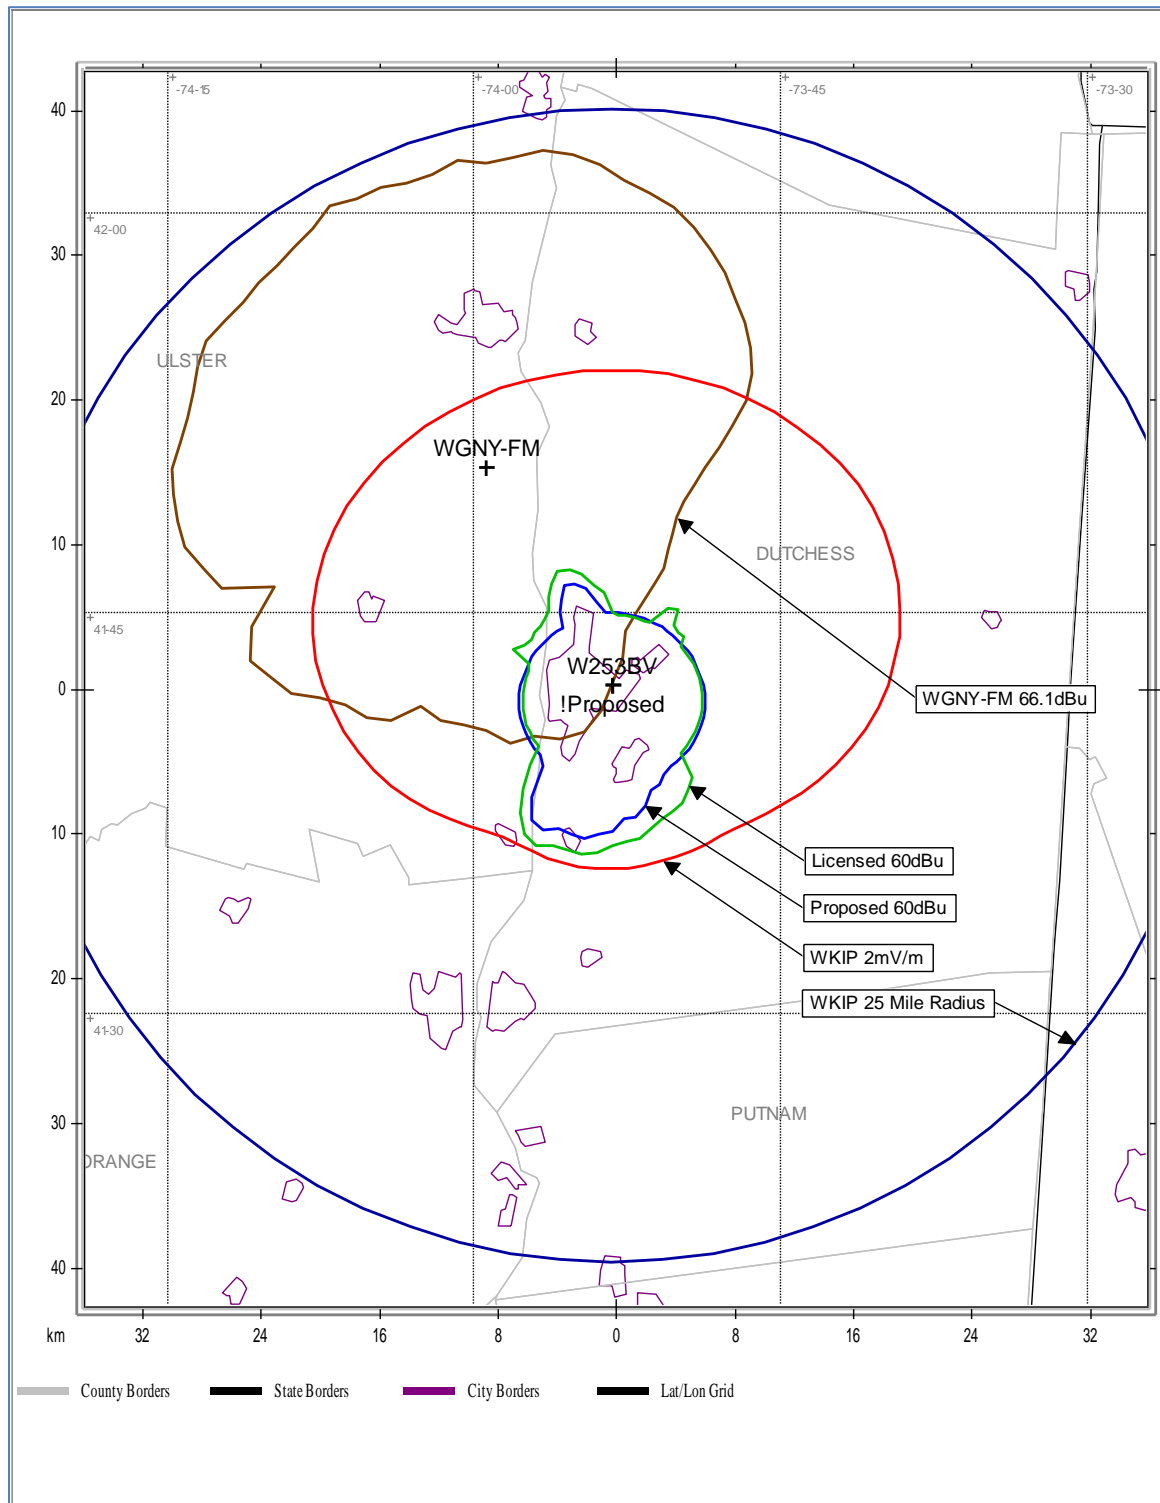 -74-15
-74-00
-73-45
-73-30
40
42-00
30
ULSTER
20
WGNY-FM
10
DUTCHESS
41-45
W253BV
0
!Proposed
WGNY-FM 66.1dBu
10
Licensed 60dBu
Proposed 60dBu
WKIP 2mV/m
20
WKIP 25 Mile Radius
41-30
30
PUTNAM
ORANGE
40
km
32
24
16
8
0
8
16
24
32
County Borders
State Borders
City Borders
Lat/Lon Grid